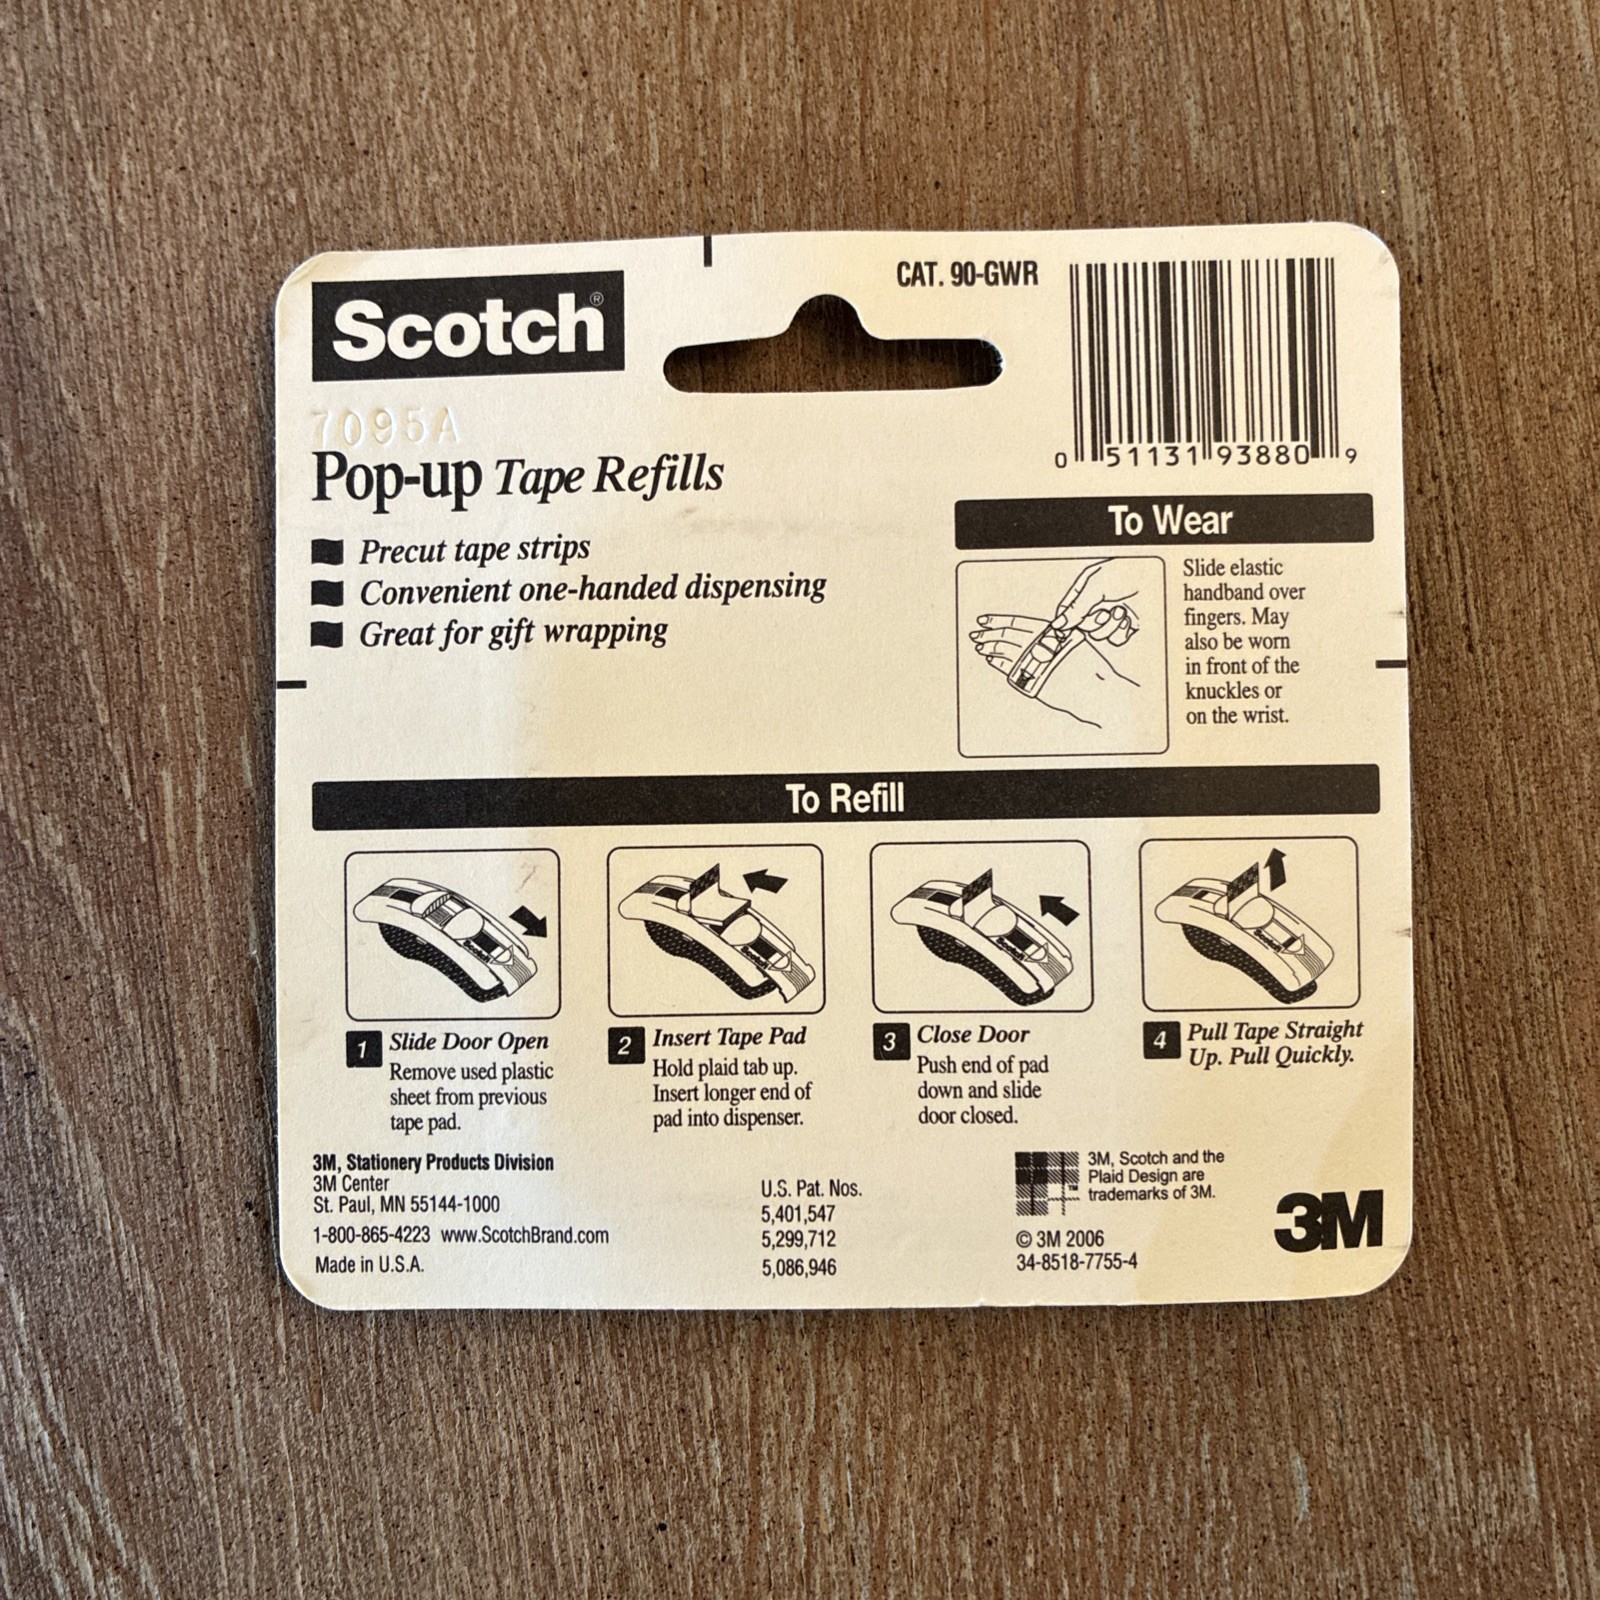 Scotch®
CAT. 90-GWR
0 51131 93880 9
7095A
Pop-up Tape Refills
Precut tape strips
Convenient one-handed dispensing
Great for gift wrapping
To Wear
Slide elastic
handband over
fingers. May
also be worn
in front of the
knuckles or
on the wrist.
To Refill
Scotch
Scotch
Scotch
Scotch
1 Slide Door Open
Remove used plastic
sheet from previous
tape pad.
2 Insert Tape Pad
Hold plaid tab up.
Insert longer end of
pad into dispenser.
3 Close Door
Push end of pad
down and slide
door closed.
4 Pull Tape Straight
Up. Pull Quickly.
3M, Stationery Products Division
3M Center
St. Paul, MN 55144-1000
1-800-865-4223 www.ScotchBrand.com
Made in U.S.A.
U.S. Pat. Nos.
5,401,547
5,299,712
5,086,946
™
3M, Scotch and the
Plaid Design are
trademarks of 3M.
© 3M 2006
34-8518-7755-4
3M